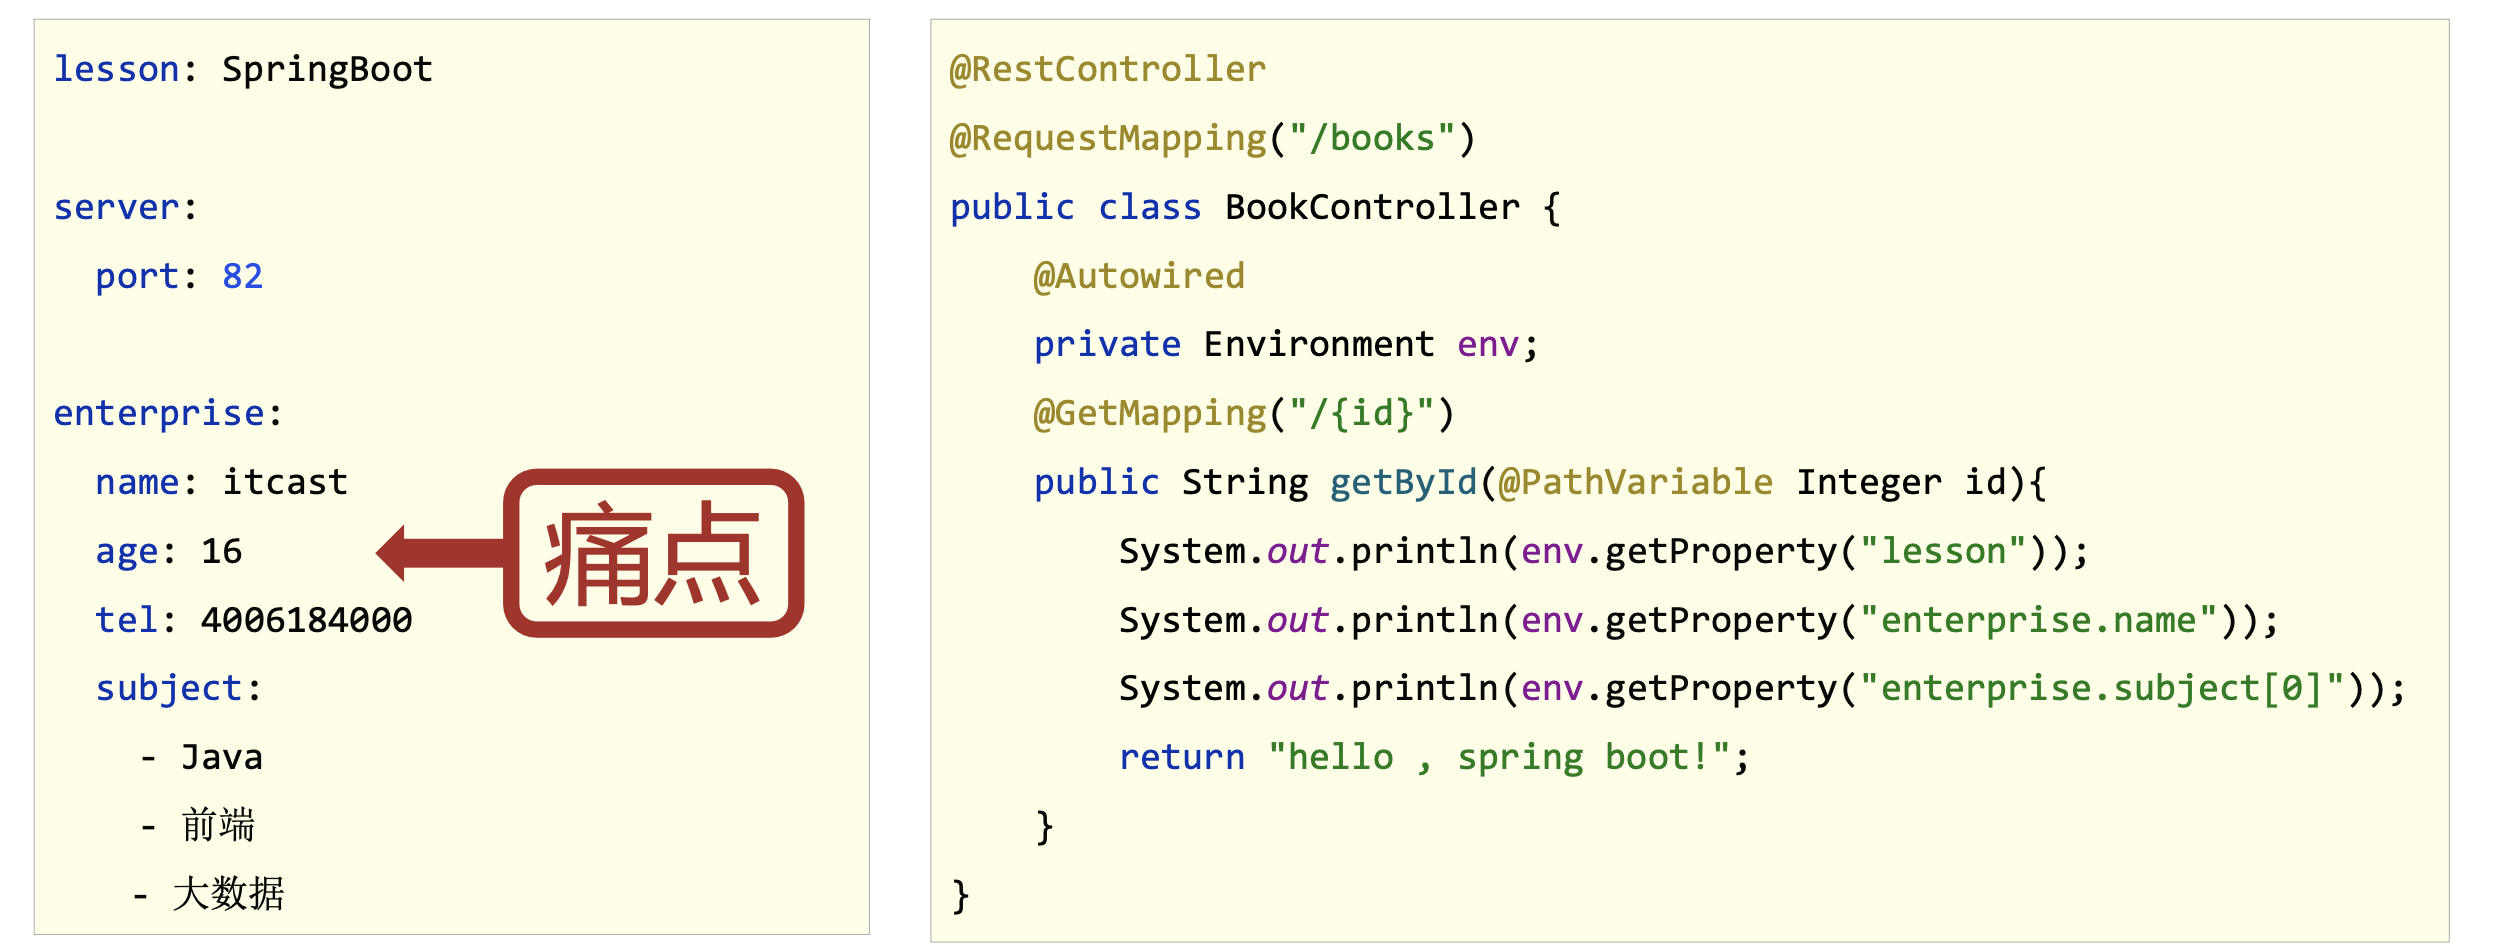 lesson: SpringBoot
server:
  port: 82
enterprise:
  name: itcast
  age: 16
  tel: 4006184000
  subject:
    - Java
    - 前端
    - 大数据
痛点
@RestController
@RequestMapping("/books")
public class BookController {
    @Autowired
    private Environment env;
    @GetMapping("/{id}")
    public String getById(@PathVariable Integer id){
        System.out.println(env.getProperty("lesson"));
        System.out.println(env.getProperty("enterprise.name"));
        System.out.println(env.getProperty("enterprise.subject[0]"));
        return "hello , spring boot!";
    }
}